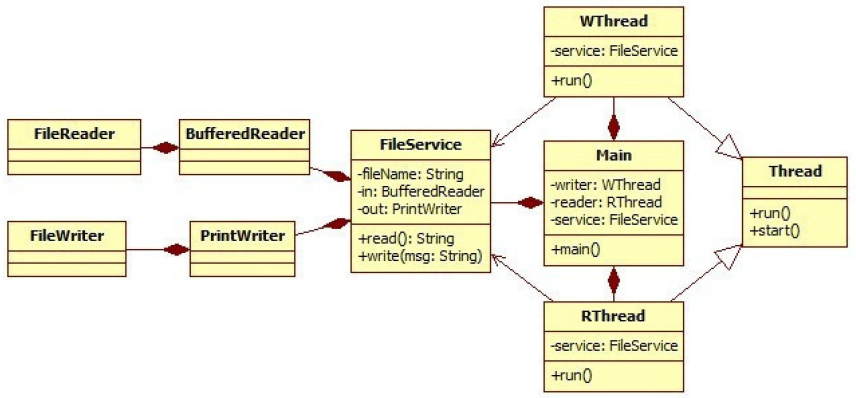 WThread
-service: FileService
+run()
FileReader
BufferedReader
FileService
-fileName: String
-in: BufferedReader
-out: PrintWriter
+read(): String
+write(msg: String)
Main
-writer: WThread
-reader: RThread
-service: FileService
+main()
Thread
+run()
+start()
FileWriter
PrintWriter
RThread
-service: FileService
+run()